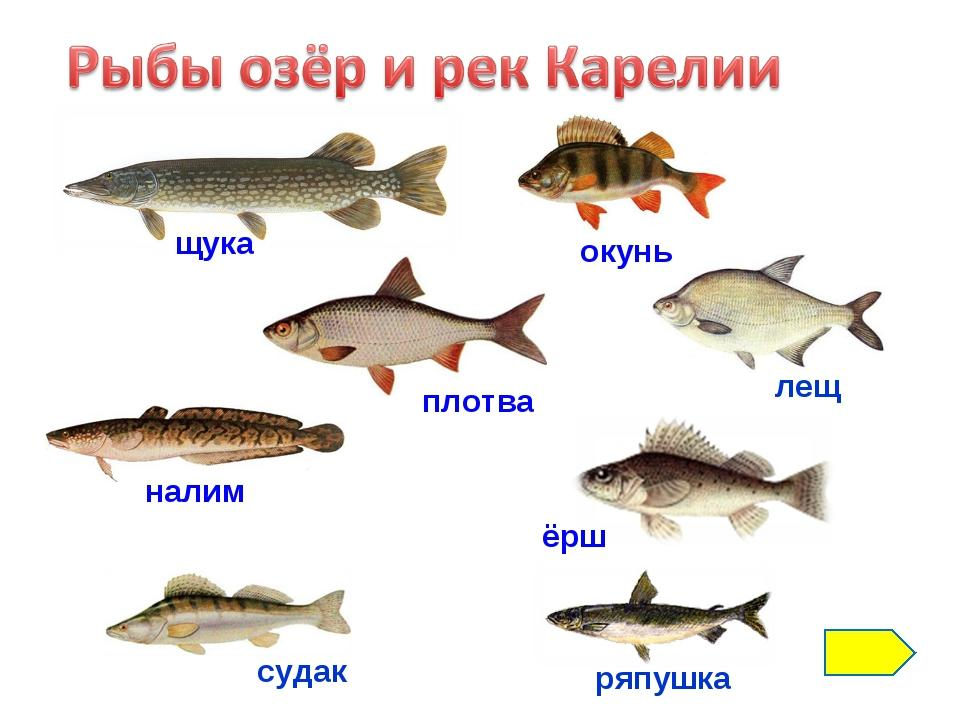 Рыбы озёр и рек Карелии
щука
окунь
лещ
плотва
налим
ёрш
судак
ряпушка